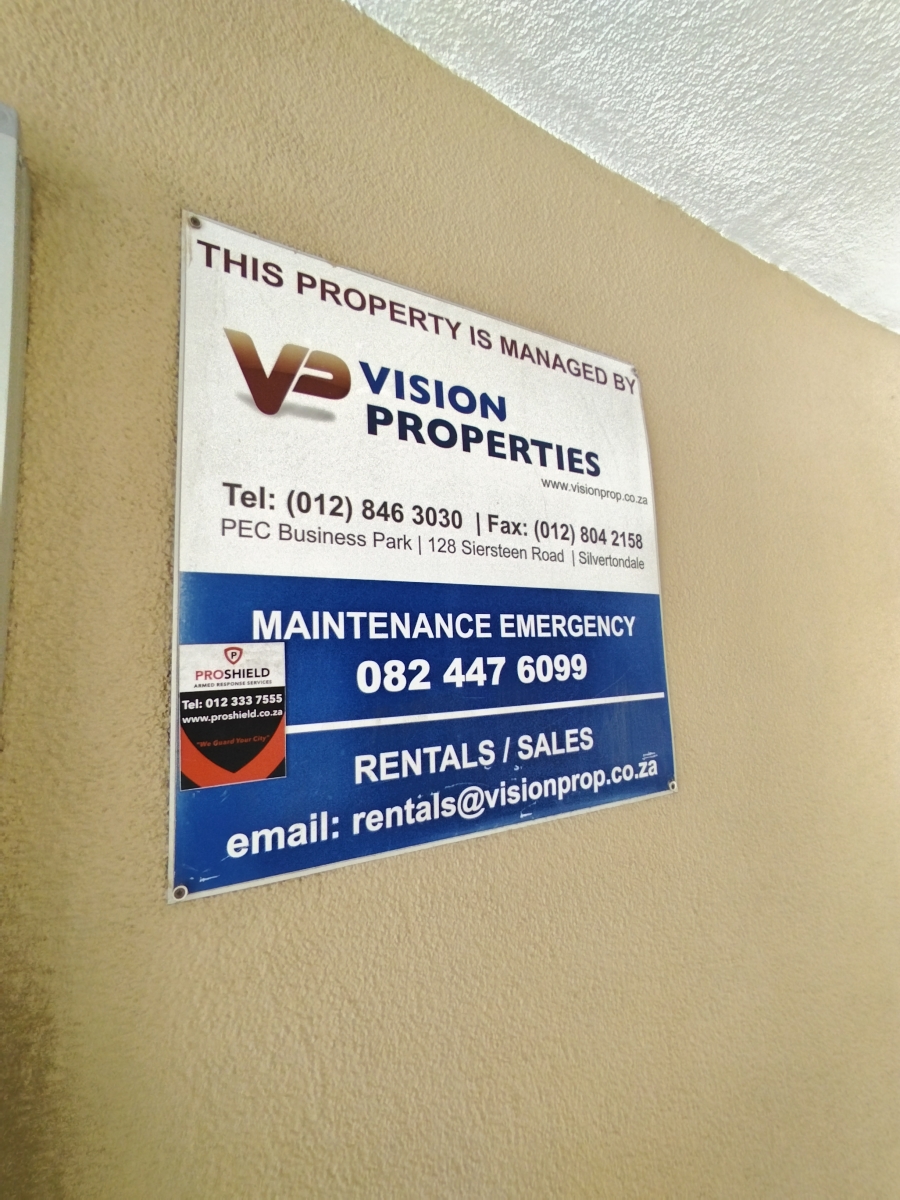 THIS PROPERTY IS MANAGED BY
VP
VISION
PROPERTIES
www.visionprop.co.za
Tel: (012) 846 3030 | Fax: (012) 804 2158
PEC Business Park | 128 Siersteen Road | Silvertondale
MAINTENANCE EMERGENCY
082 447 6099
P
PROSHIELD
ARMED RESPONSE SERVICES
Tel: 012 333 7555
www.proshield.co.za
"We Guard Your City"
RENTALS / SALES
email: rentals@visionprop.co.za